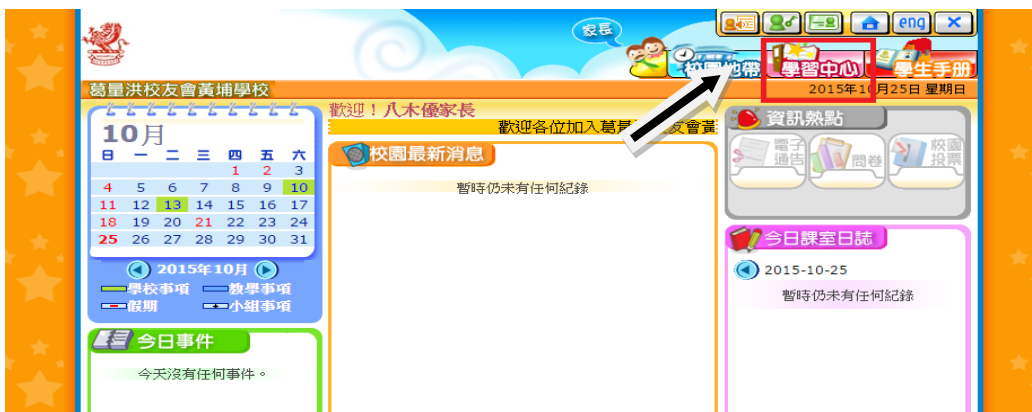 家長
eng
校園地帶 學習中心 學生手册
葛量洪校友會黃埔學校
2015年10月25日 星期日
10月
日 一 二 三 四 五 六
1 2 3
4 5 6 7 8 9 10
11 12 13 14 15 16 17
18 19 20 21 22 23 24
25 26 27 28 29 30 31
2015年10月
學校事項 教學事項
假期 小組事項
今日事件
今天沒有任何事件。
歡迎！八木優家長
歡迎各位加入葛量 友會黃
校園最新消息
暫時仍未有任何紀錄
資訊熱點
電子通告 問卷 校園投票
今日課室日誌
2015-10-25
暫時仍未有任何紀錄